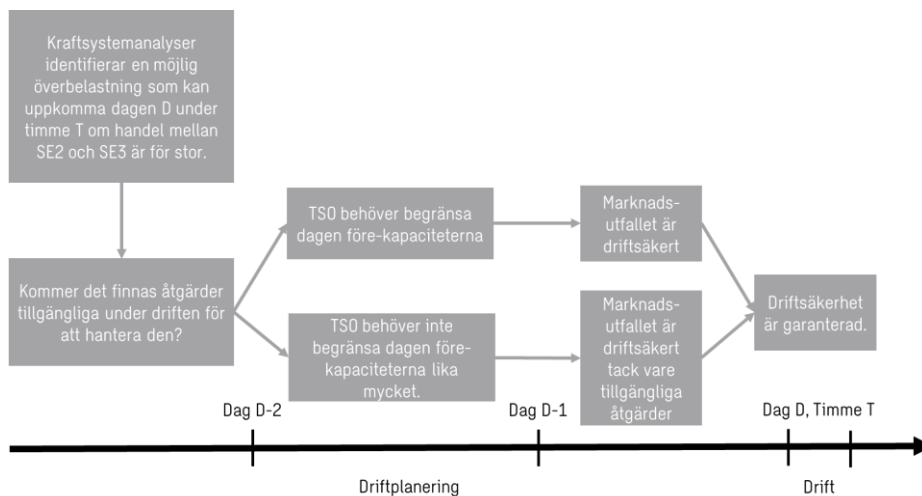 Kraftsystemanalyser
identifierar en möjlig
överbelastning som kan
uppkomma dagen D under
timme T om handel mellan
SE2 och SE3 är för stor.
Kommer det finnas åtgärder
tillgängliga under driften för
att hantera den?
TSO behöver begränsa
dagen före-kapaciteterna
TSO behöver inte
begränsa dagen före-
kapaciteterna lika
mycket.
Marknads-
utfallet är
driftsäkert
Marknads-
utfallet är
driftsäkert
tack vare
tillgängliga
åtgärder
Driftsäkerhet
är garanterad.
Dag D-2
Dag D-1
Dag D, Timme T
Driftplanering
Drift